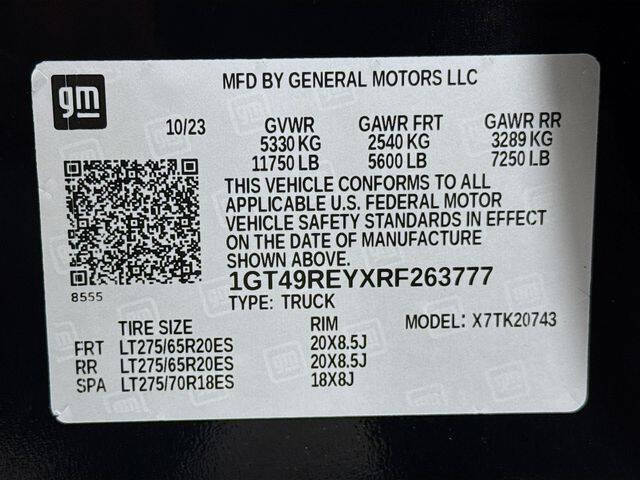 gm
MFD BY GENERAL MOTORS LLC
10/23 GVWR GAWR FRT GAWR RR
5330 KG 2540 KG 3289 KG
11750 LB 5600 LB 7250 LB
THIS VEHICLE CONFORMS TO ALL
APPLICABLE U.S. FEDERAL MOTOR
VEHICLE SAFETY STANDARDS IN EFFECT
ON THE DATE OF MANUFACTURE
SHOWN ABOVE.
8555
1GT49REYXRF263777
TYPE: TRUCK
TIRE SIZE RIM MODEL: X7TK20743
FRT LT275/65R20ES 20X8.5J
RR LT275/65R20ES 20X8.5J
SPA LT275/70R18ES 18X8J